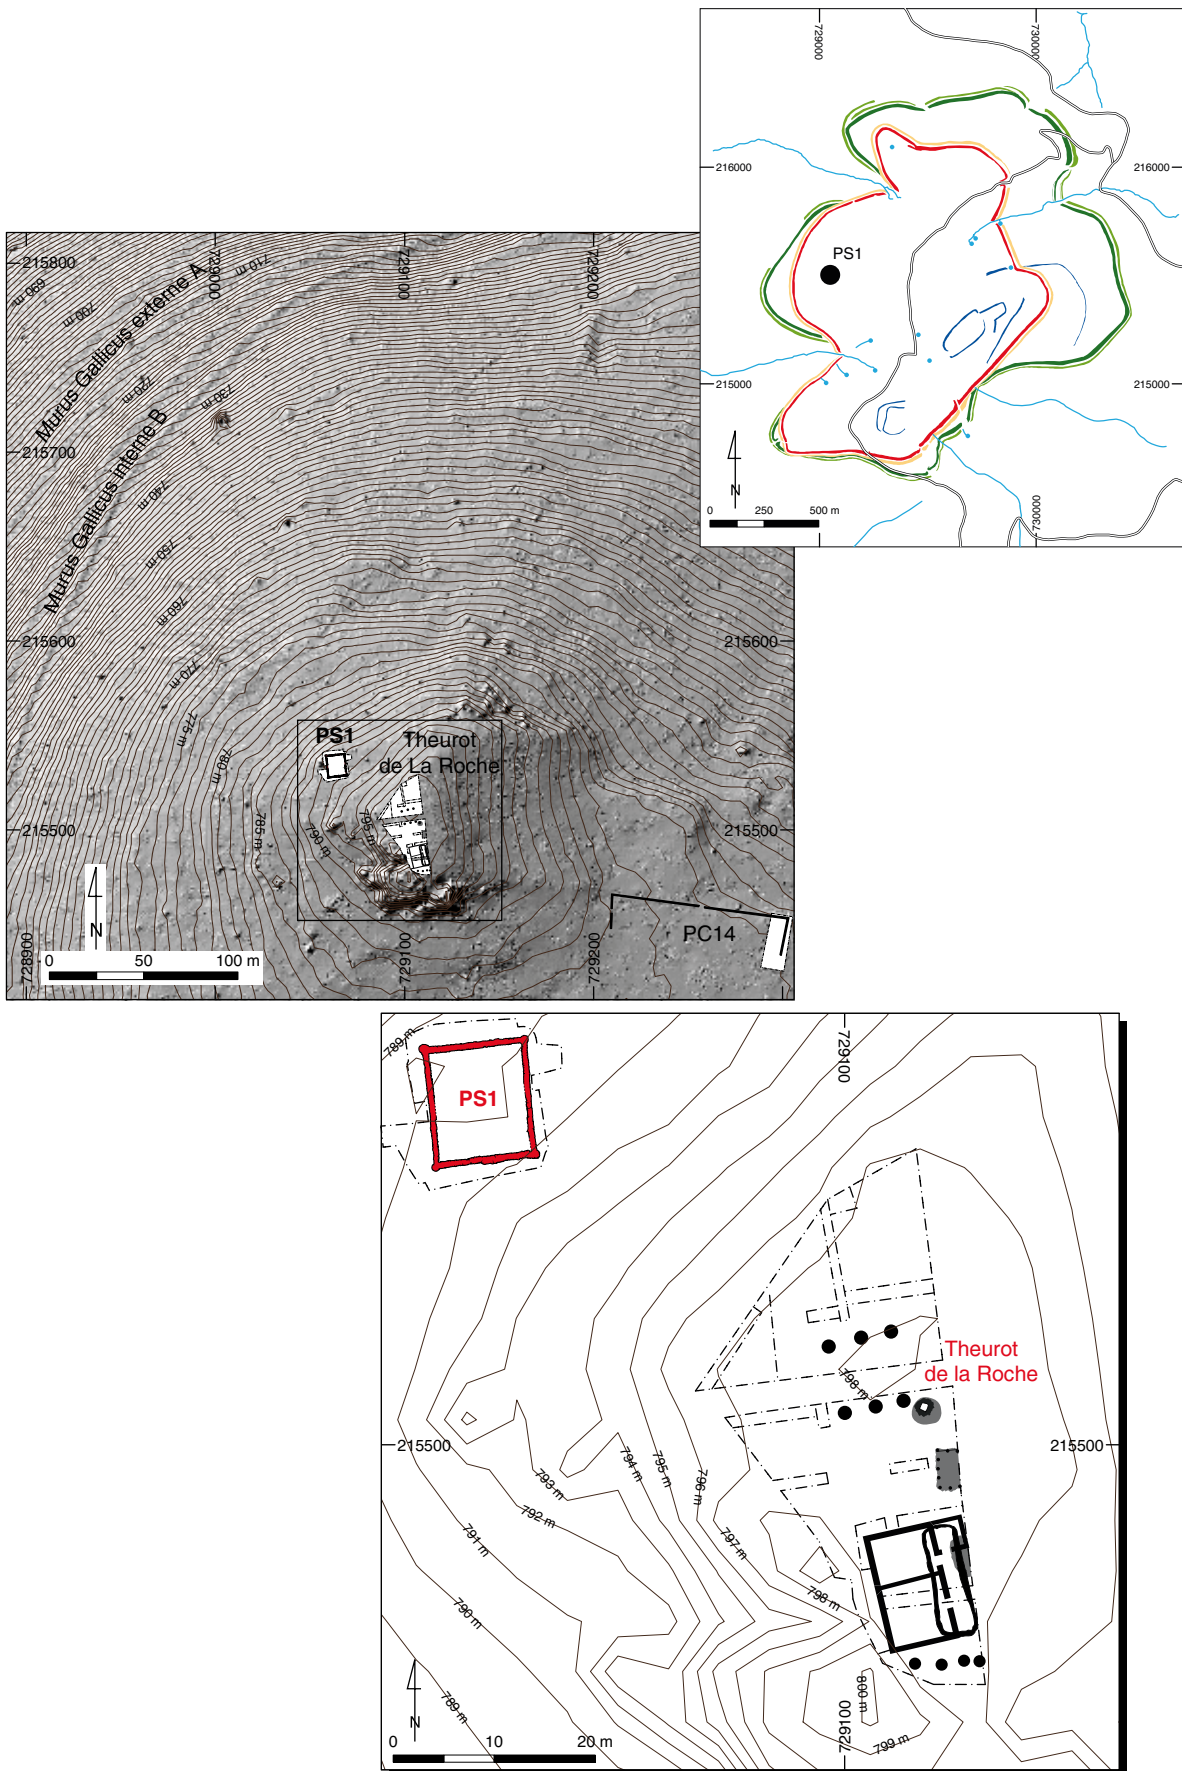 729000
730000
216000
216000
PS1
215000
215000
N
0 250 500 m
730000
215800
690 m
700 m
Murus Gallicus externe A
710 m
729000
729100
729200
720 m
730 m
Murus Gallicus interne B
215700
740 m
750 m
760 m
215600
215600
770 m
775 m
780 m
PS1
Theurot
de La Roche
785 m
790 m
795 m
215500
215500
N
PC14
0 50 100 m
728900
729100
729200
789 m
729100
PS1
Theurot
de la Roche
798 m
215500
215500
794 m
795 m
796 m
793 m
792 m
791 m
797 m
798 m
790 m
789 m
800 m
799 m
729100
N
0 10 20 m